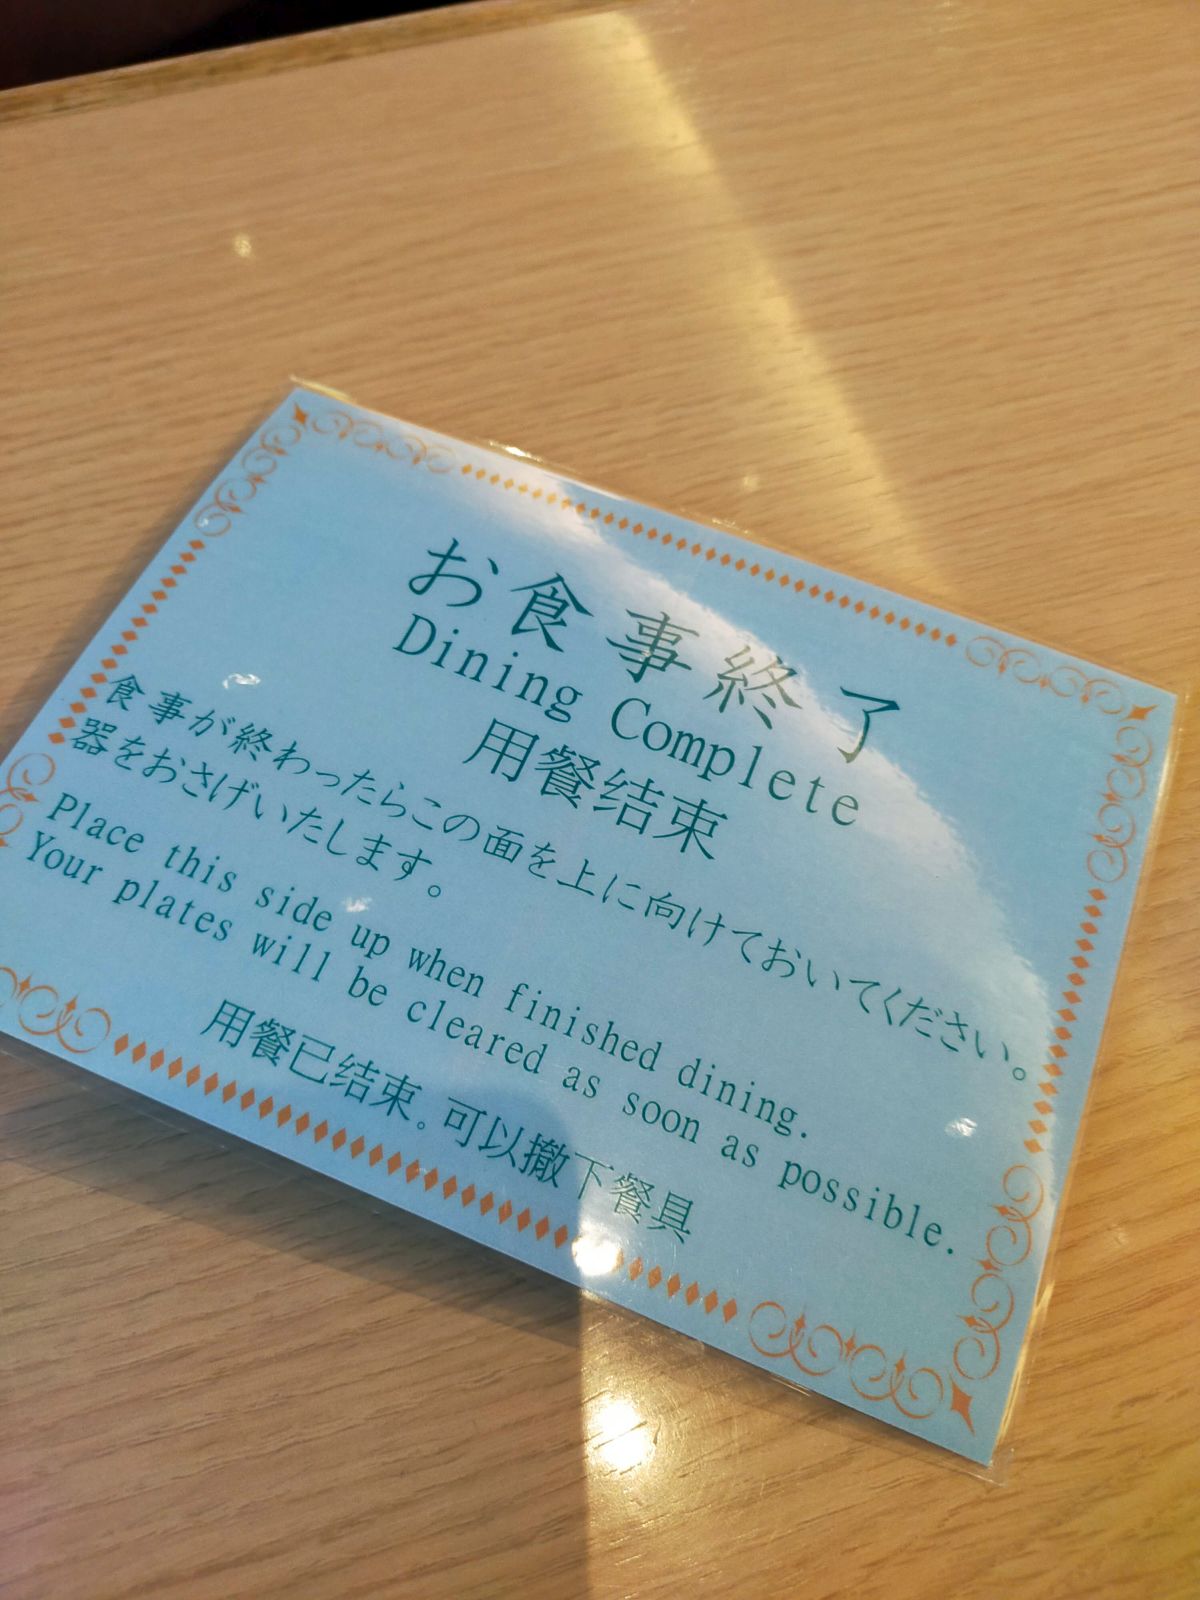 お食事終了
Dining Complete
用餐结束
食事が終わったらこの面を上に向けておいてください。
器をおさげいたします。
Place this side up when finished dining.
Your plates will be cleared as soon as possible.
用餐已结束。可以撤下餐具